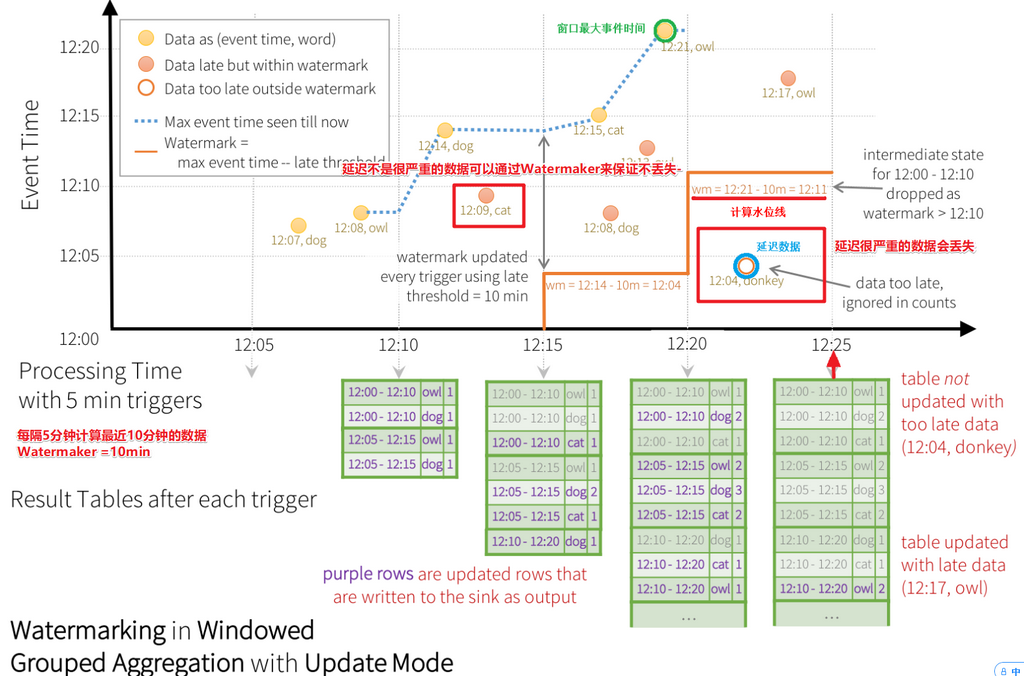 12:20
12:15
12:10
12:05
12:00
Event Time
Data as (event time, word)
Data late but within watermark
Data too late outside watermark
Max event time seen till now
Watermark =
max event time -- late threshold
窗口最大事件时间
12:21, owl
12:17, owl
12:14, dog
12:15, cat
延迟不是很严重的数据可以通过Watermaker来保证不丢失-
12:09, cat
12:07, dog
12:08, owl
12:08, dog
intermediate state
for 12:00 - 12:10
dropped as
watermark > 12:10
wm = 12:21 - 10m = 12:11
计算水位线
延迟数据
延迟很严重的数据会丢失
watermark updated
every trigger using late
threshold = 10 min
wm = 12:14 - 10m = 12:04
12:04, donkey
data too late,
ignored in counts
12:05
12:10
12:15
12:20
12:25
Processing Time
with 5 min triggers
每隔5分钟计算最近10分钟的数据
Watermaker =10min
Result Tables after each trigger
12:00 - 12:10 owl 1
12:00 - 12:10 dog 1
12:05 - 12:15 owl 1
12:05 - 12:15 dog 1
12:00 - 12:10 owl 1
12:00 - 12:10 dog 1
12:00 - 12:10 cat 1
12:05 - 12:15 owl 1
12:05 - 12:15 dog 2
12:05 - 12:15 cat 1
12:10 - 12:20 dog 1
12:00 - 12:10 owl 1
12:00 - 12:10 dog 2
12:00 - 12:10 cat 1
12:05 - 12:15 owl 2
12:05 - 12:15 dog 3
12:05 - 12:15 cat 2
12:10 - 12:20 dog 1
12:10 - 12:20 cat 1
12:10 - 12:20 owl 1
...
12:00 - 12:10 owl 1
12:00 - 12:10 dog 2
12:00 - 12:10 cat 1
12:05 - 12:15 owl 2
12:05 - 12:15 dog 3
12:05 - 12:15 cat 2
12:10 - 12:20 dog 1
12:10 - 12:20 cat 1
12:10 - 12:20 owl 2
...
table not
updated with
too late data
(12:04, donkey)
table updated
with late data
(12:17, owl)
purple rows are updated rows that
are written to the sink as output
Watermarking in Windowed
Grouped Aggregation with Update Mode
中